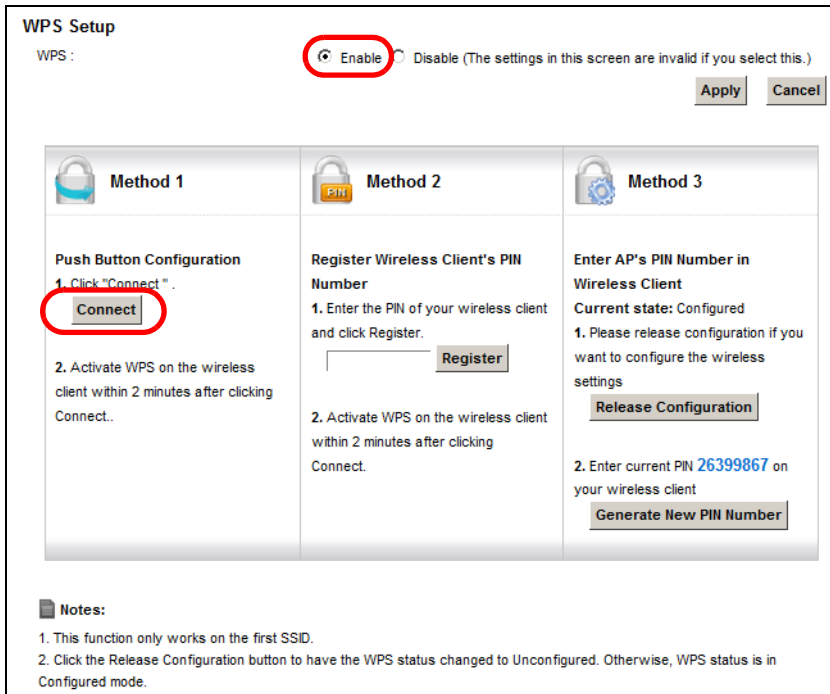 WPS Setup
WPS :
Enable
Disable (The settings in this screen are invalid if you select this.)
Apply
Cancel
Method 1
Push Button Configuration
1. Click "Connect " .
Connect
2. Activate WPS on the wireless
client within 2 minutes after clicking
Connect..
Method 2
PIN
Register Wireless Client's PIN
Number
1. Enter the PIN of your wireless client
and click Register.
Register
2. Activate WPS on the wireless client
within 2 minutes after clicking
Connect.
Method 3
Enter AP's PIN Number in
Wireless Client
Current state: Configured
1. Please release configuration if you
want to configure the wireless
settings
Release Configuration
2. Enter current PIN 26399867 on
your wireless client
Generate New PIN Number
Notes:
1. This function only works on the first SSID.
2. Click the Release Configuration button to have the WPS status changed to Unconfigured. Otherwise, WPS status is in
Configured mode.